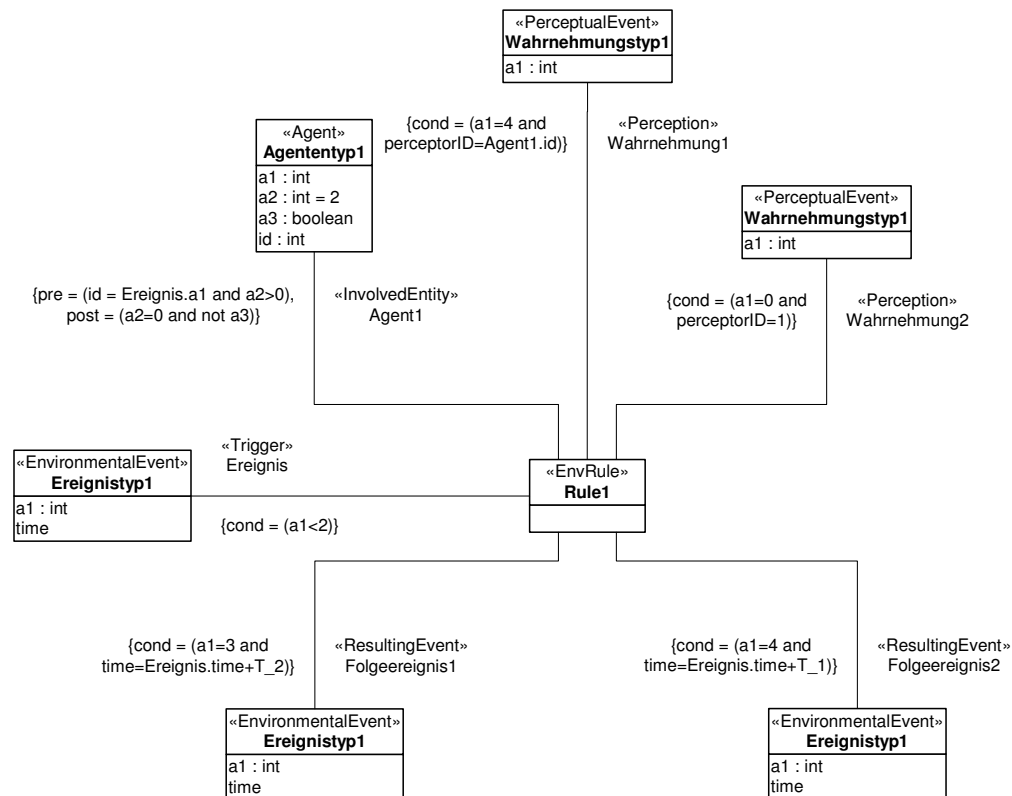 «PerceptualEvent»
Wahrnehmungstyp1
a1 : int
{cond = (a1=4 and
perceptorID=Agent1.id)}
«Perception»
Wahrnehmung1
«Agent»
Agententyp1
a1 : int
a2 : int = 2
a3 : boolean
id : int
«PerceptualEvent»
Wahrnehmungstyp1
a1 : int
{pre = (id = Ereignis.a1 and a2>0),
post = (a2=0 and not a3)}
«InvolvedEntity»
Agent1
{cond = (a1=0 and
perceptorID=1)}
«Perception»
Wahrnehmung2
«EnvironmentalEvent»
Ereignistyp1
a1 : int
time
«Trigger»
Ereignis
{cond = (a1<2)}
«EnvRule»
Rule1
{cond = (a1=3 and
time=Ereignis.time+T_2)}
«ResultingEvent»
Folgeereignis1
{cond = (a1=4 and
time=Ereignis.time+T_1)}
«ResultingEvent»
Folgeereignis2
«EnvironmentalEvent»
Ereignistyp1
a1 : int
time
«EnvironmentalEvent»
Ereignistyp1
a1 : int
time